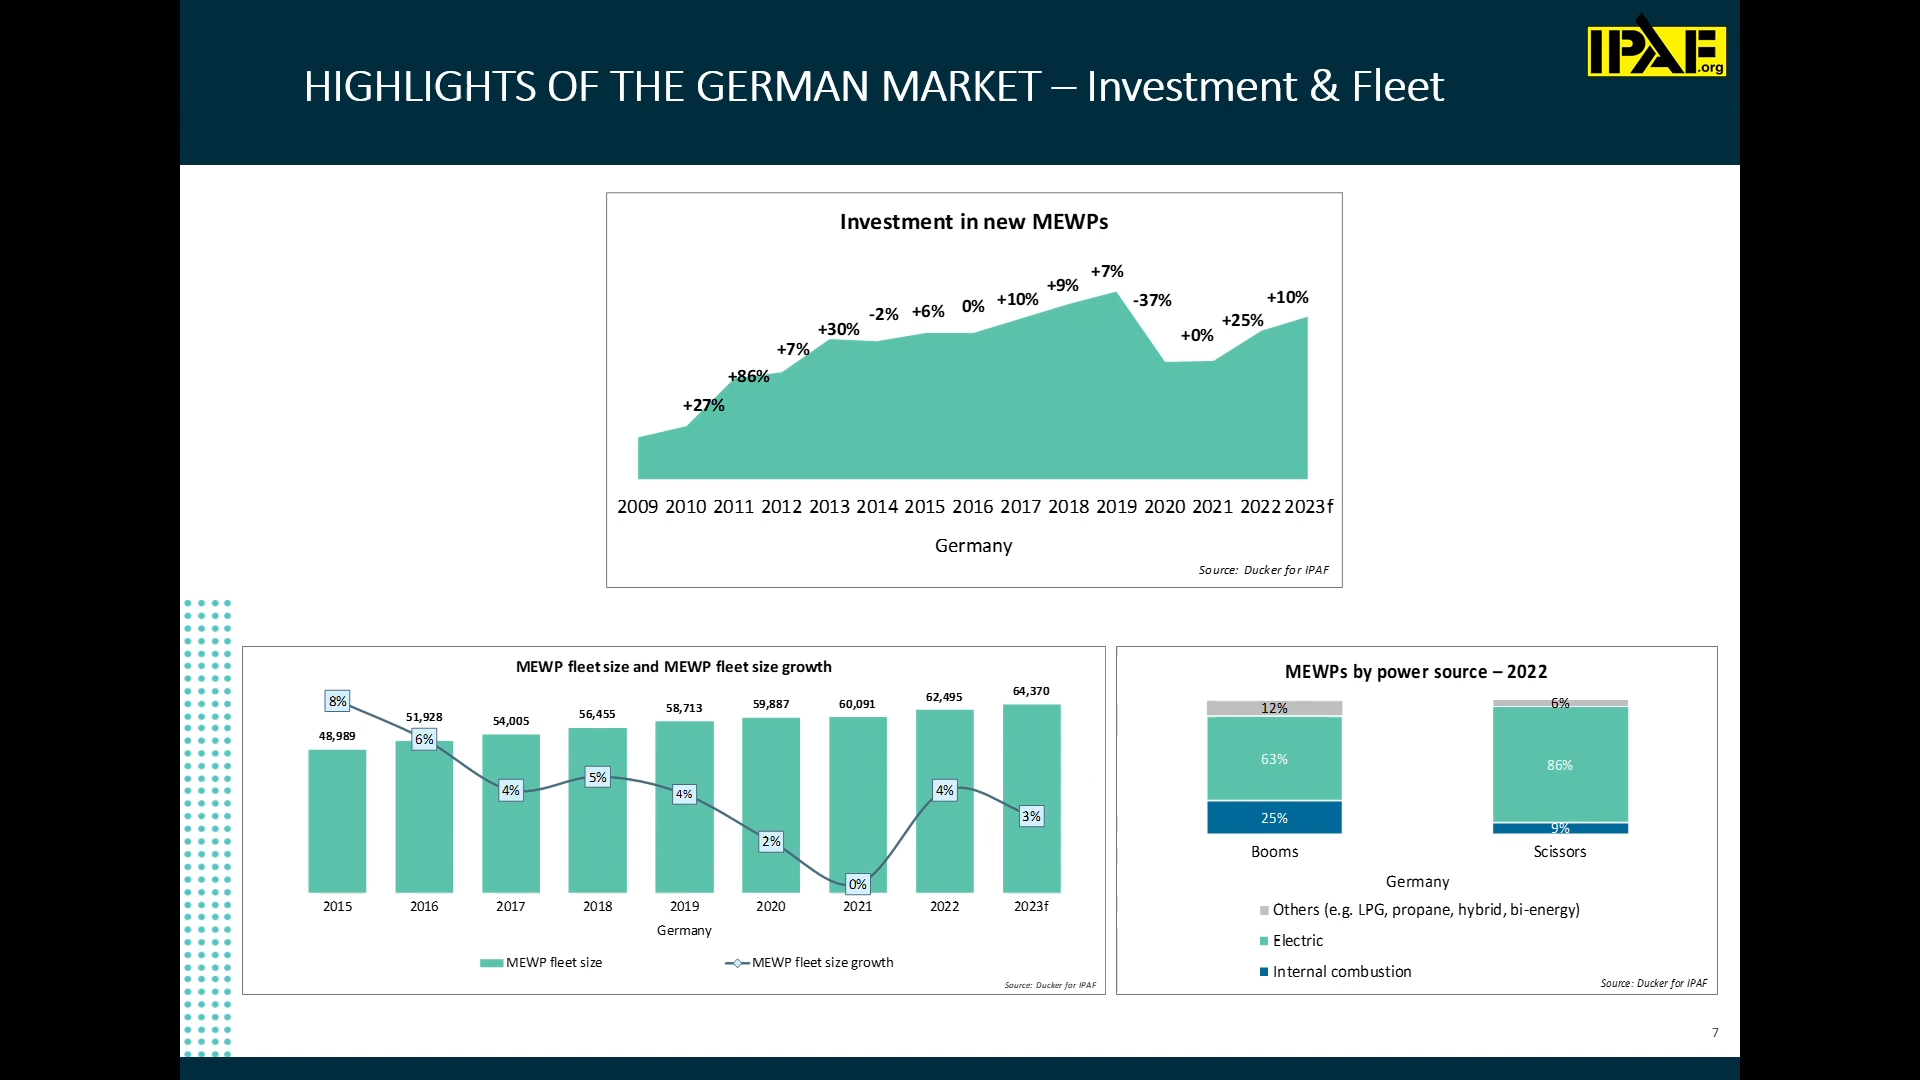 HIGHLIGHTS OF THE GERMAN MARKET – Investment & Fleet
IPAF
.org
Investment in new MEWPs
+27%
+86%
+7%
+30%
-2%
+6%
0%
+10%
+9%
+7%
-37%
+0%
+25%
+10%
2009 2010 2011 2012 2013 2014 2015 2016 2017 2018 2019 2020 2021 2022 2023f
Germany
Source: Ducker for IPAF
MEWP fleet size and MEWP fleet size growth
48,989 51,928 54,005 56,455 58,713 59,887 60,091 62,495 64,370
8% 6% 4% 5% 4% 2% 0% 4% 3%
2015 2016 2017 2018 2019 2020 2021 2022 2023f
Germany
MEWP fleet size MEWP fleet size growth
Source: Ducker for IPAF
MEWPs by power source – 2022
12% 6%
63% 86%
25% 9%
Booms Scissors
Germany
Others (e.g. LPG, propane, hybrid, bi-energy)
Electric
Internal combustion
Source: Ducker for IPAF
7